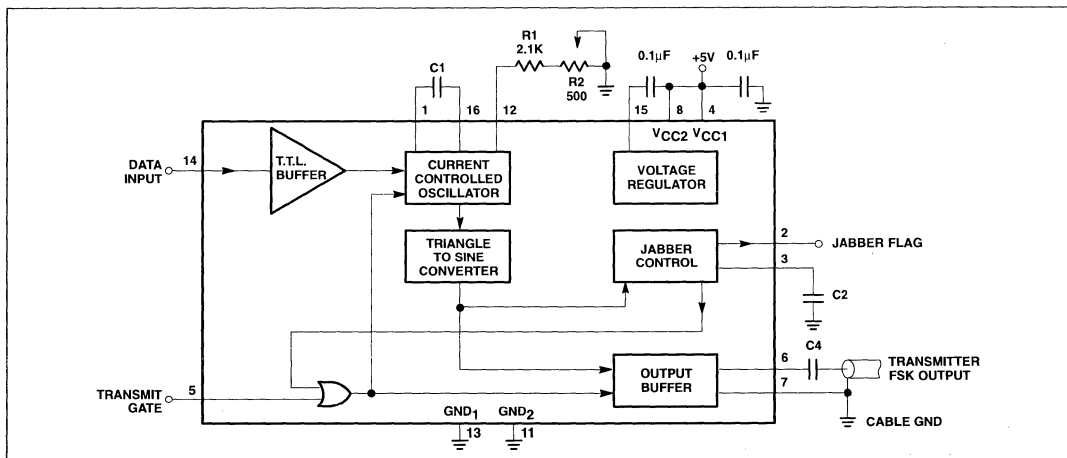 R1
2.1K
C1
R2
500
0.1μF
+5V
0.1μF
1
16
12
15
8
4
VCC2
VCC1
DATA
INPUT
14
T.T.L.
BUFFER
CURRENT
CONTROLLED
OSCILLATOR
VOLTAGE
REGULATOR
TRIANGLE
TO SINE
CONVERTER
JABBER
CONTROL
2
JABBER FLAG
3
C2
OUTPUT
BUFFER
6
C4
7
TRANSMITTER
FSK OUTPUT
CABLE GND
TRANSMIT
GATE
5
GND1
GND2
13
11